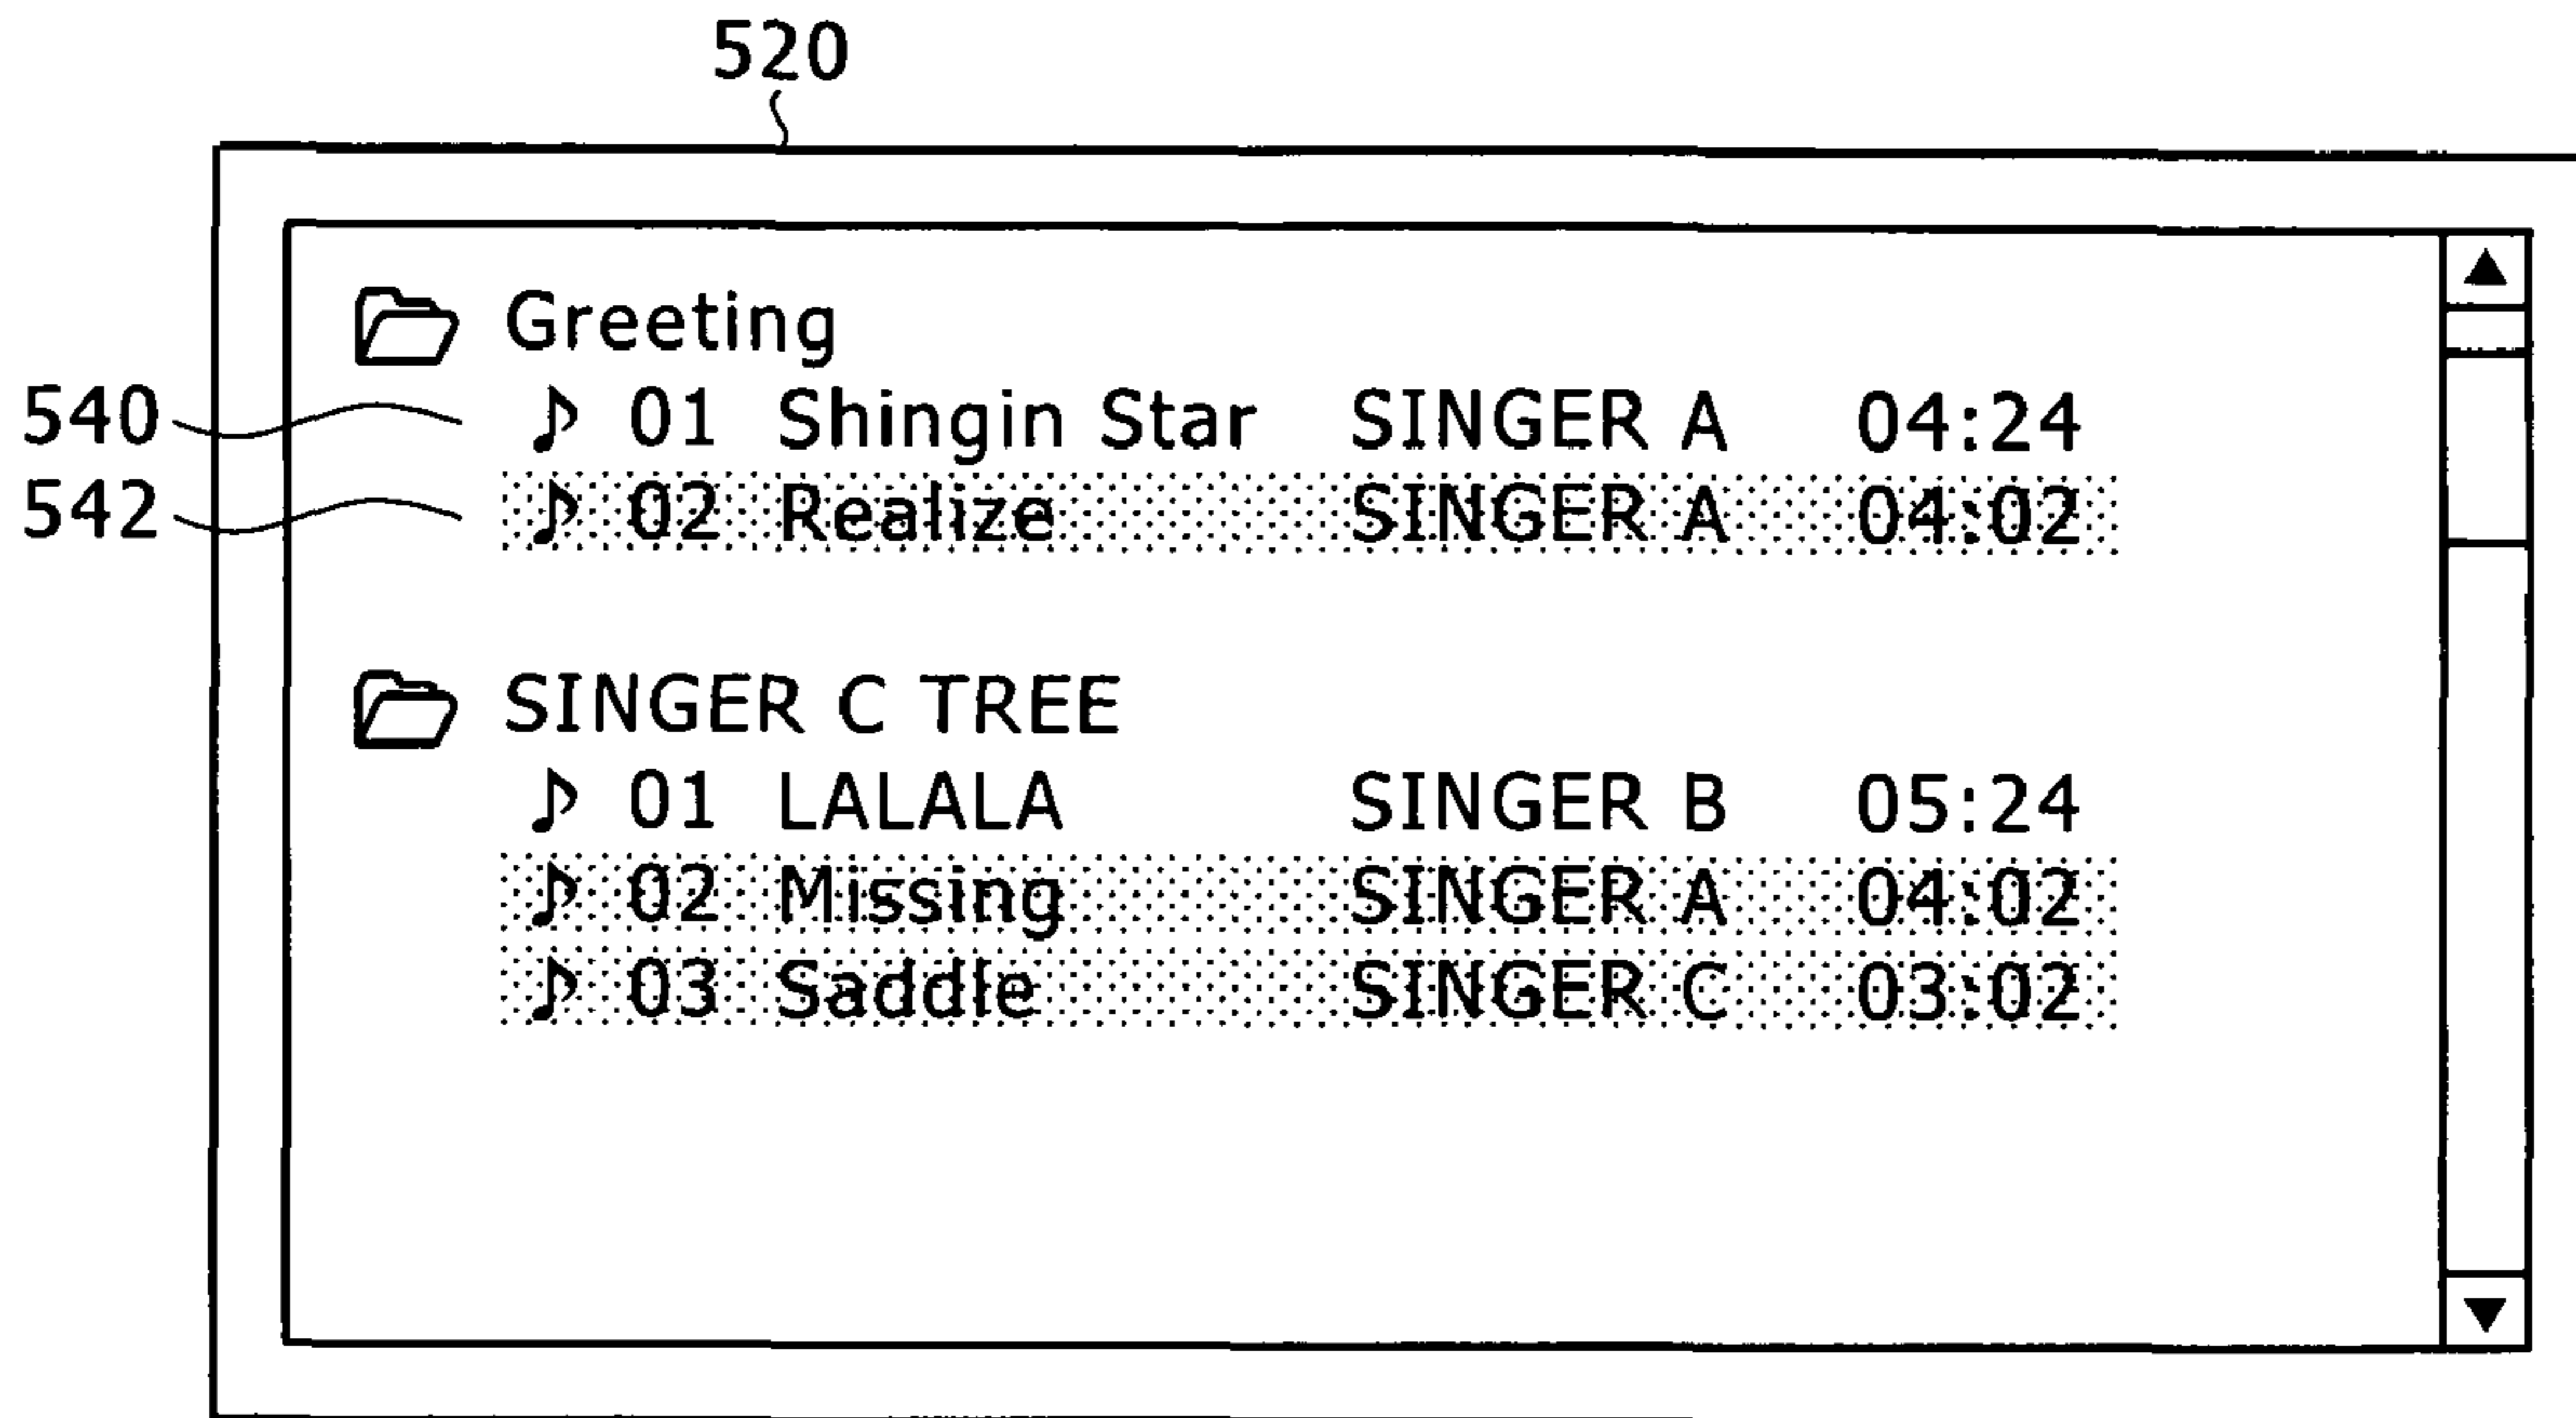 520
Greeting
540 ♪ 01 Shingin Star SINGER A 04:24
542 ♪ 02 Realize SINGER A 04:02
SINGER C TREE
♪ 01 LALALA SINGER B 05:24
♪ 02 Missing SINGER A 04:02
♪ 03 Saddle SINGER C 03:02